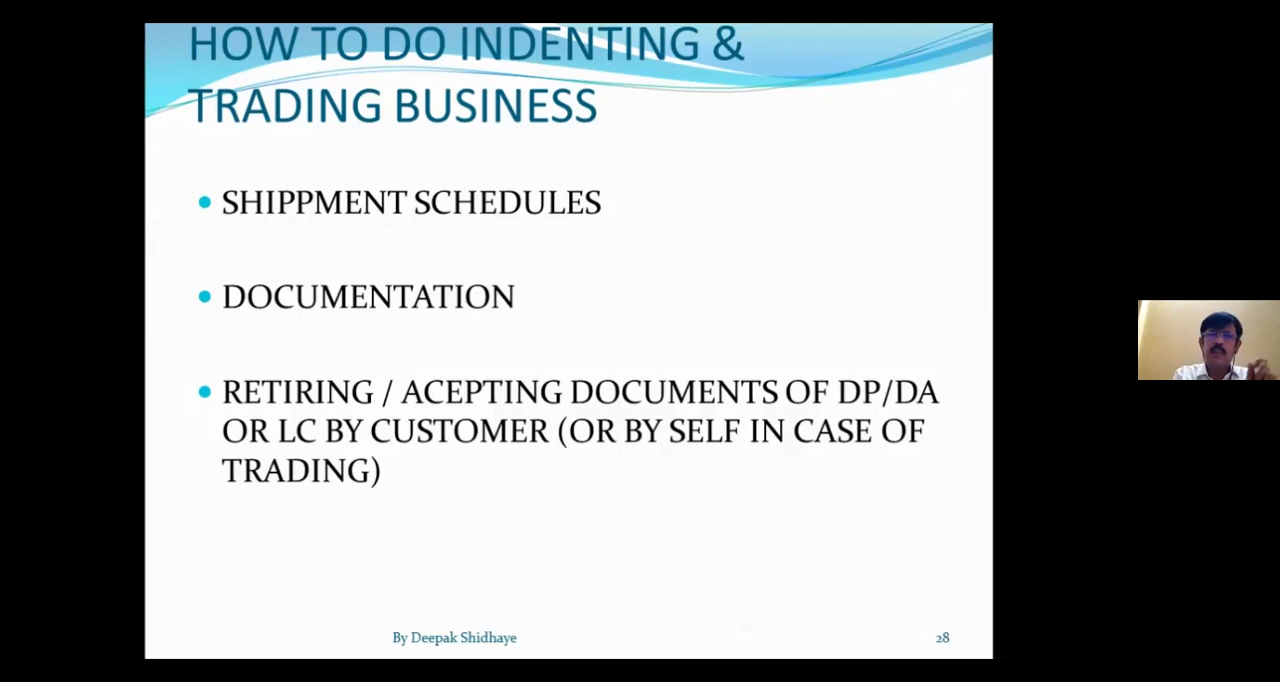 HOW TO DO INDENTING &
TRADING BUSINESS
• SHIPPMENT SCHEDULES
• DOCUMENTATION
• RETIRING / ACEPTING DOCUMENTS OF DP/DA
OR LC BY CUSTOMER (OR BY SELF IN CASE OF
TRADING)
By Deepak Shidhaye
28